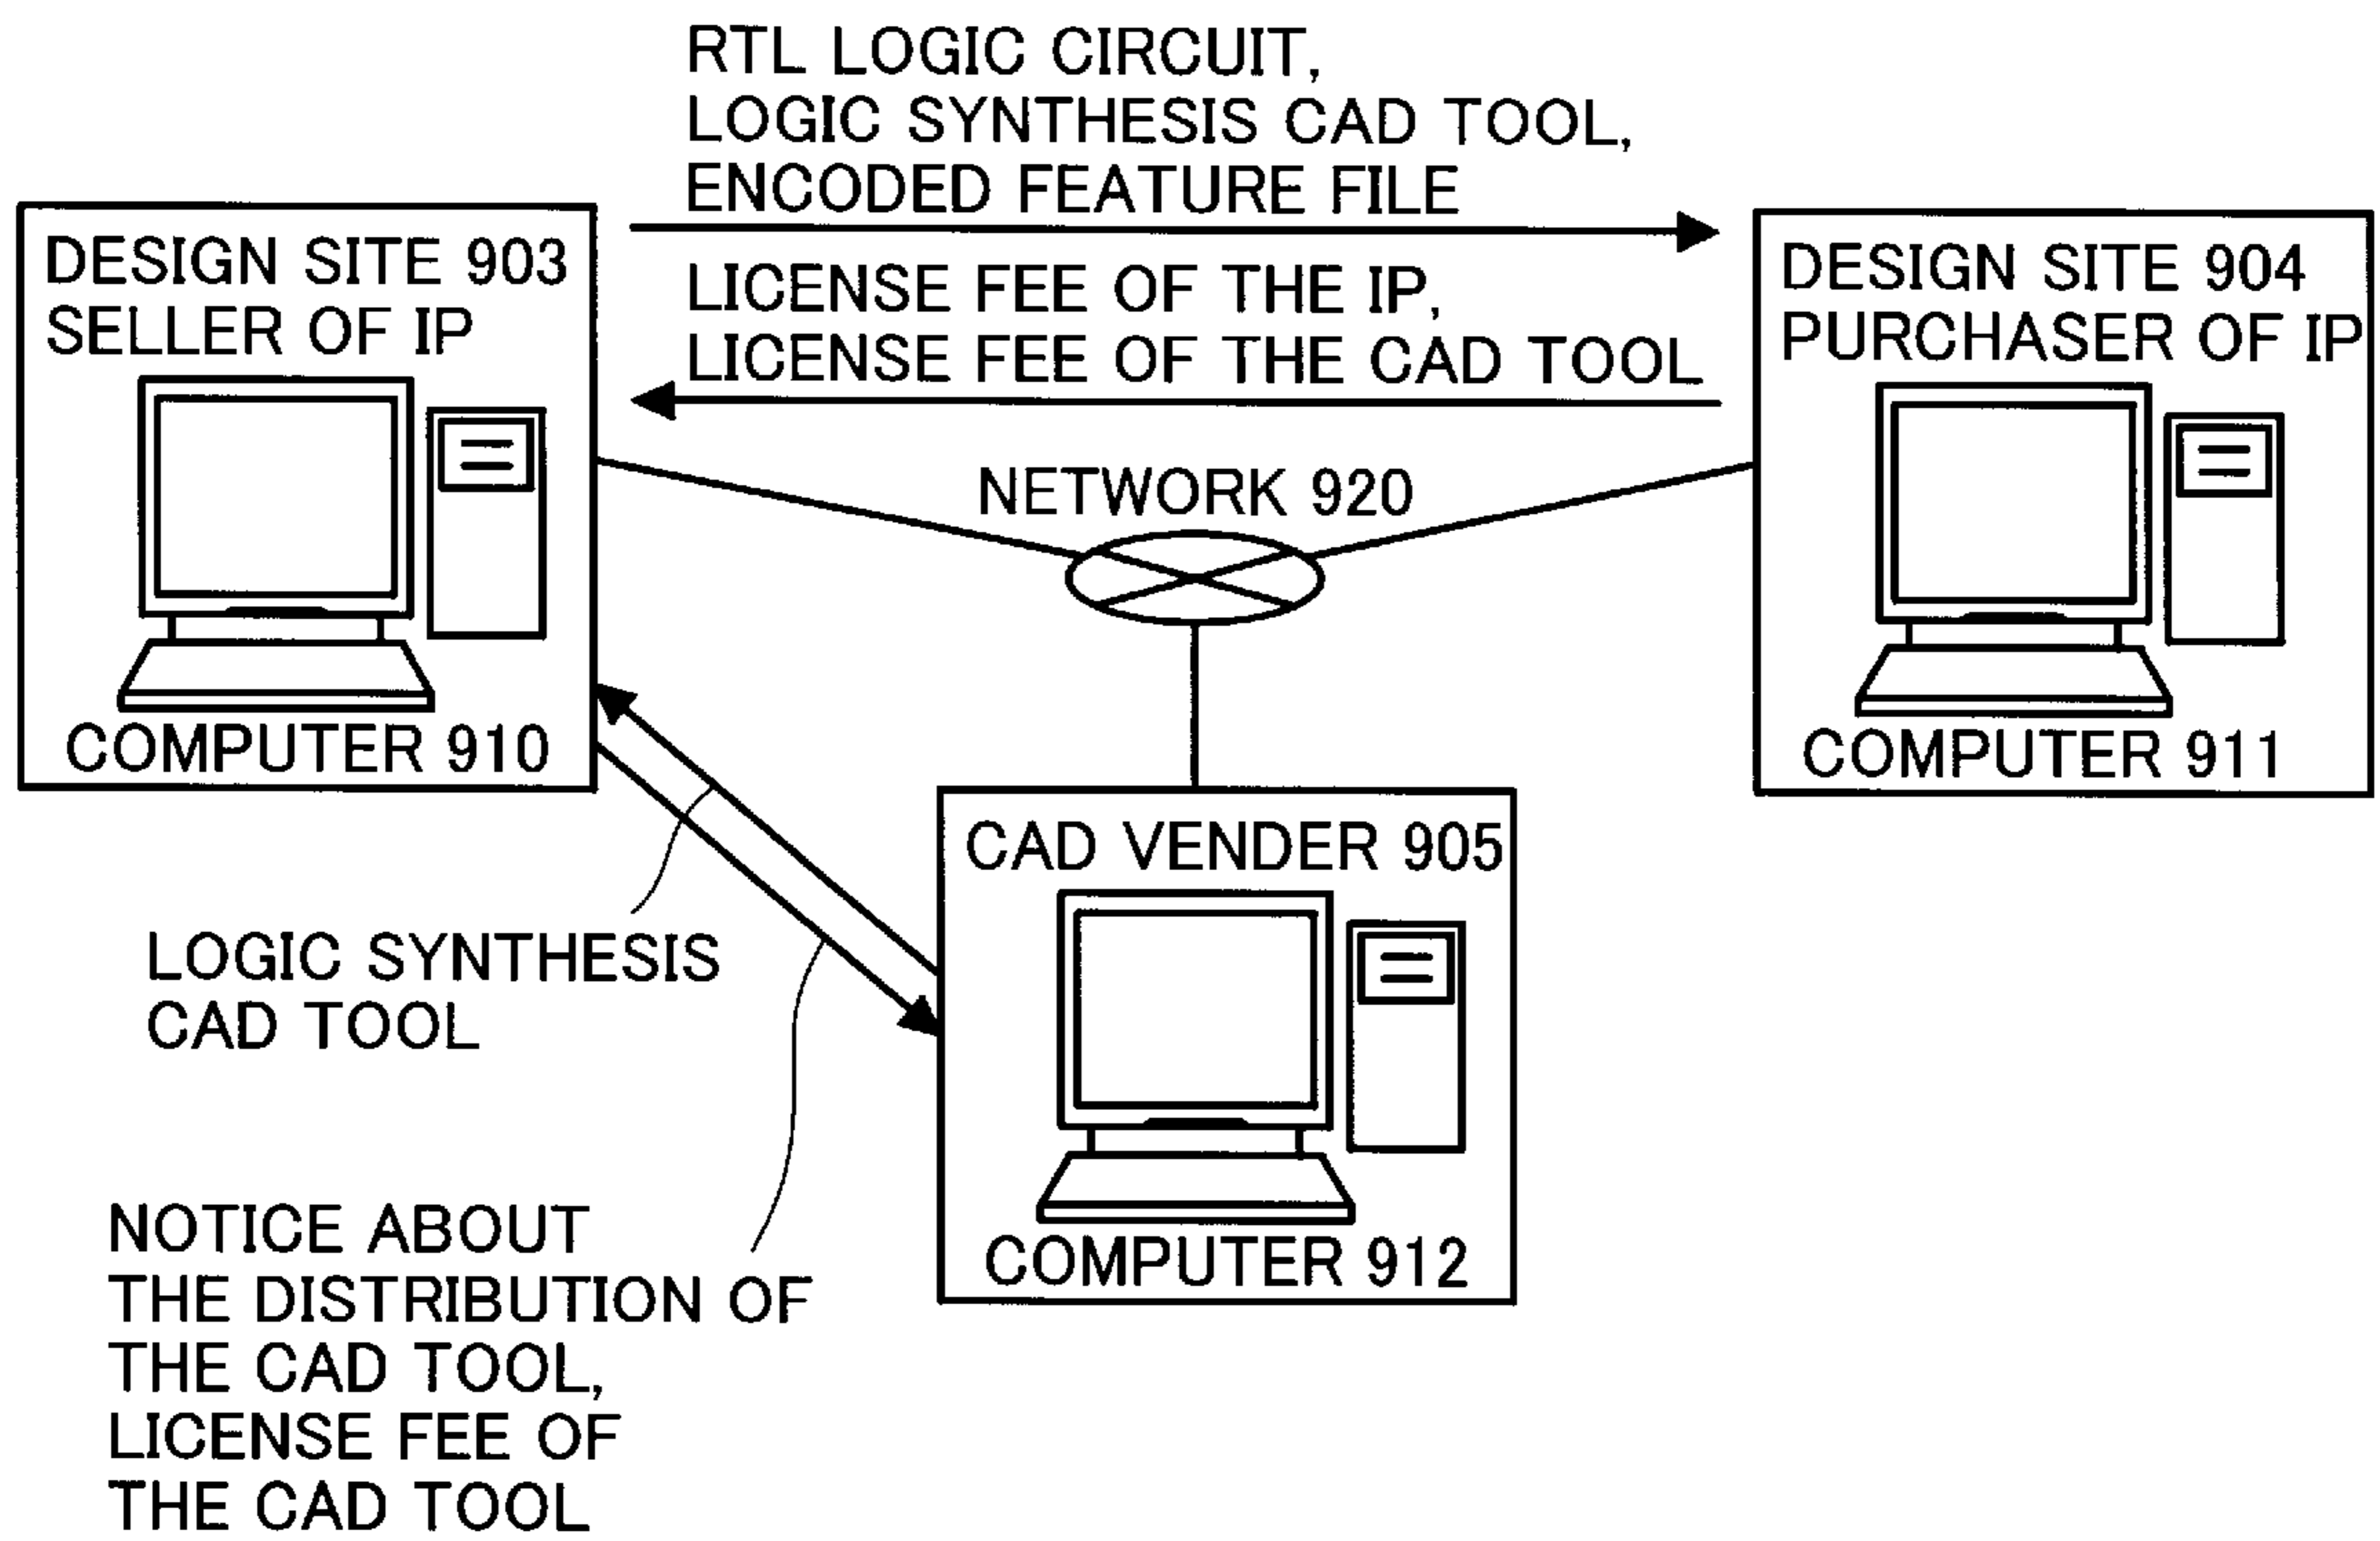 RTL LOGIC CIRCUIT,
LOGIC SYNTHESIS CAD TOOL,
ENCODED FEATURE FILE
DESIGN SITE 903
SELLER OF IP
COMPUTER 910
LICENSE FEE OF THE IP,
LICENSE FEE OF THE CAD TOOL
DESIGN SITE 904
PURCHASER OF IP
COMPUTER 911
NETWORK 920
CAD VENDER 905
COMPUTER 912
LOGIC SYNTHESIS
CAD TOOL
NOTICE ABOUT
THE DISTRIBUTION OF
THE CAD TOOL,
LICENSE FEE OF
THE CAD TOOL